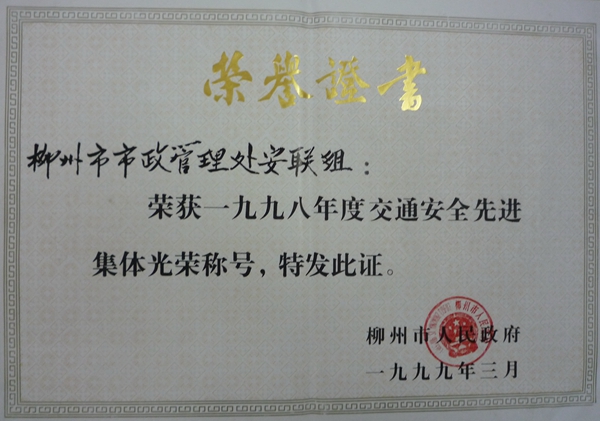 荣誉證书
柳州市市政管理处安联组：
荣获一九九八年度交通安全先进
集体光荣称号，特发此证。
柳州市人民政府
一九九九年三月